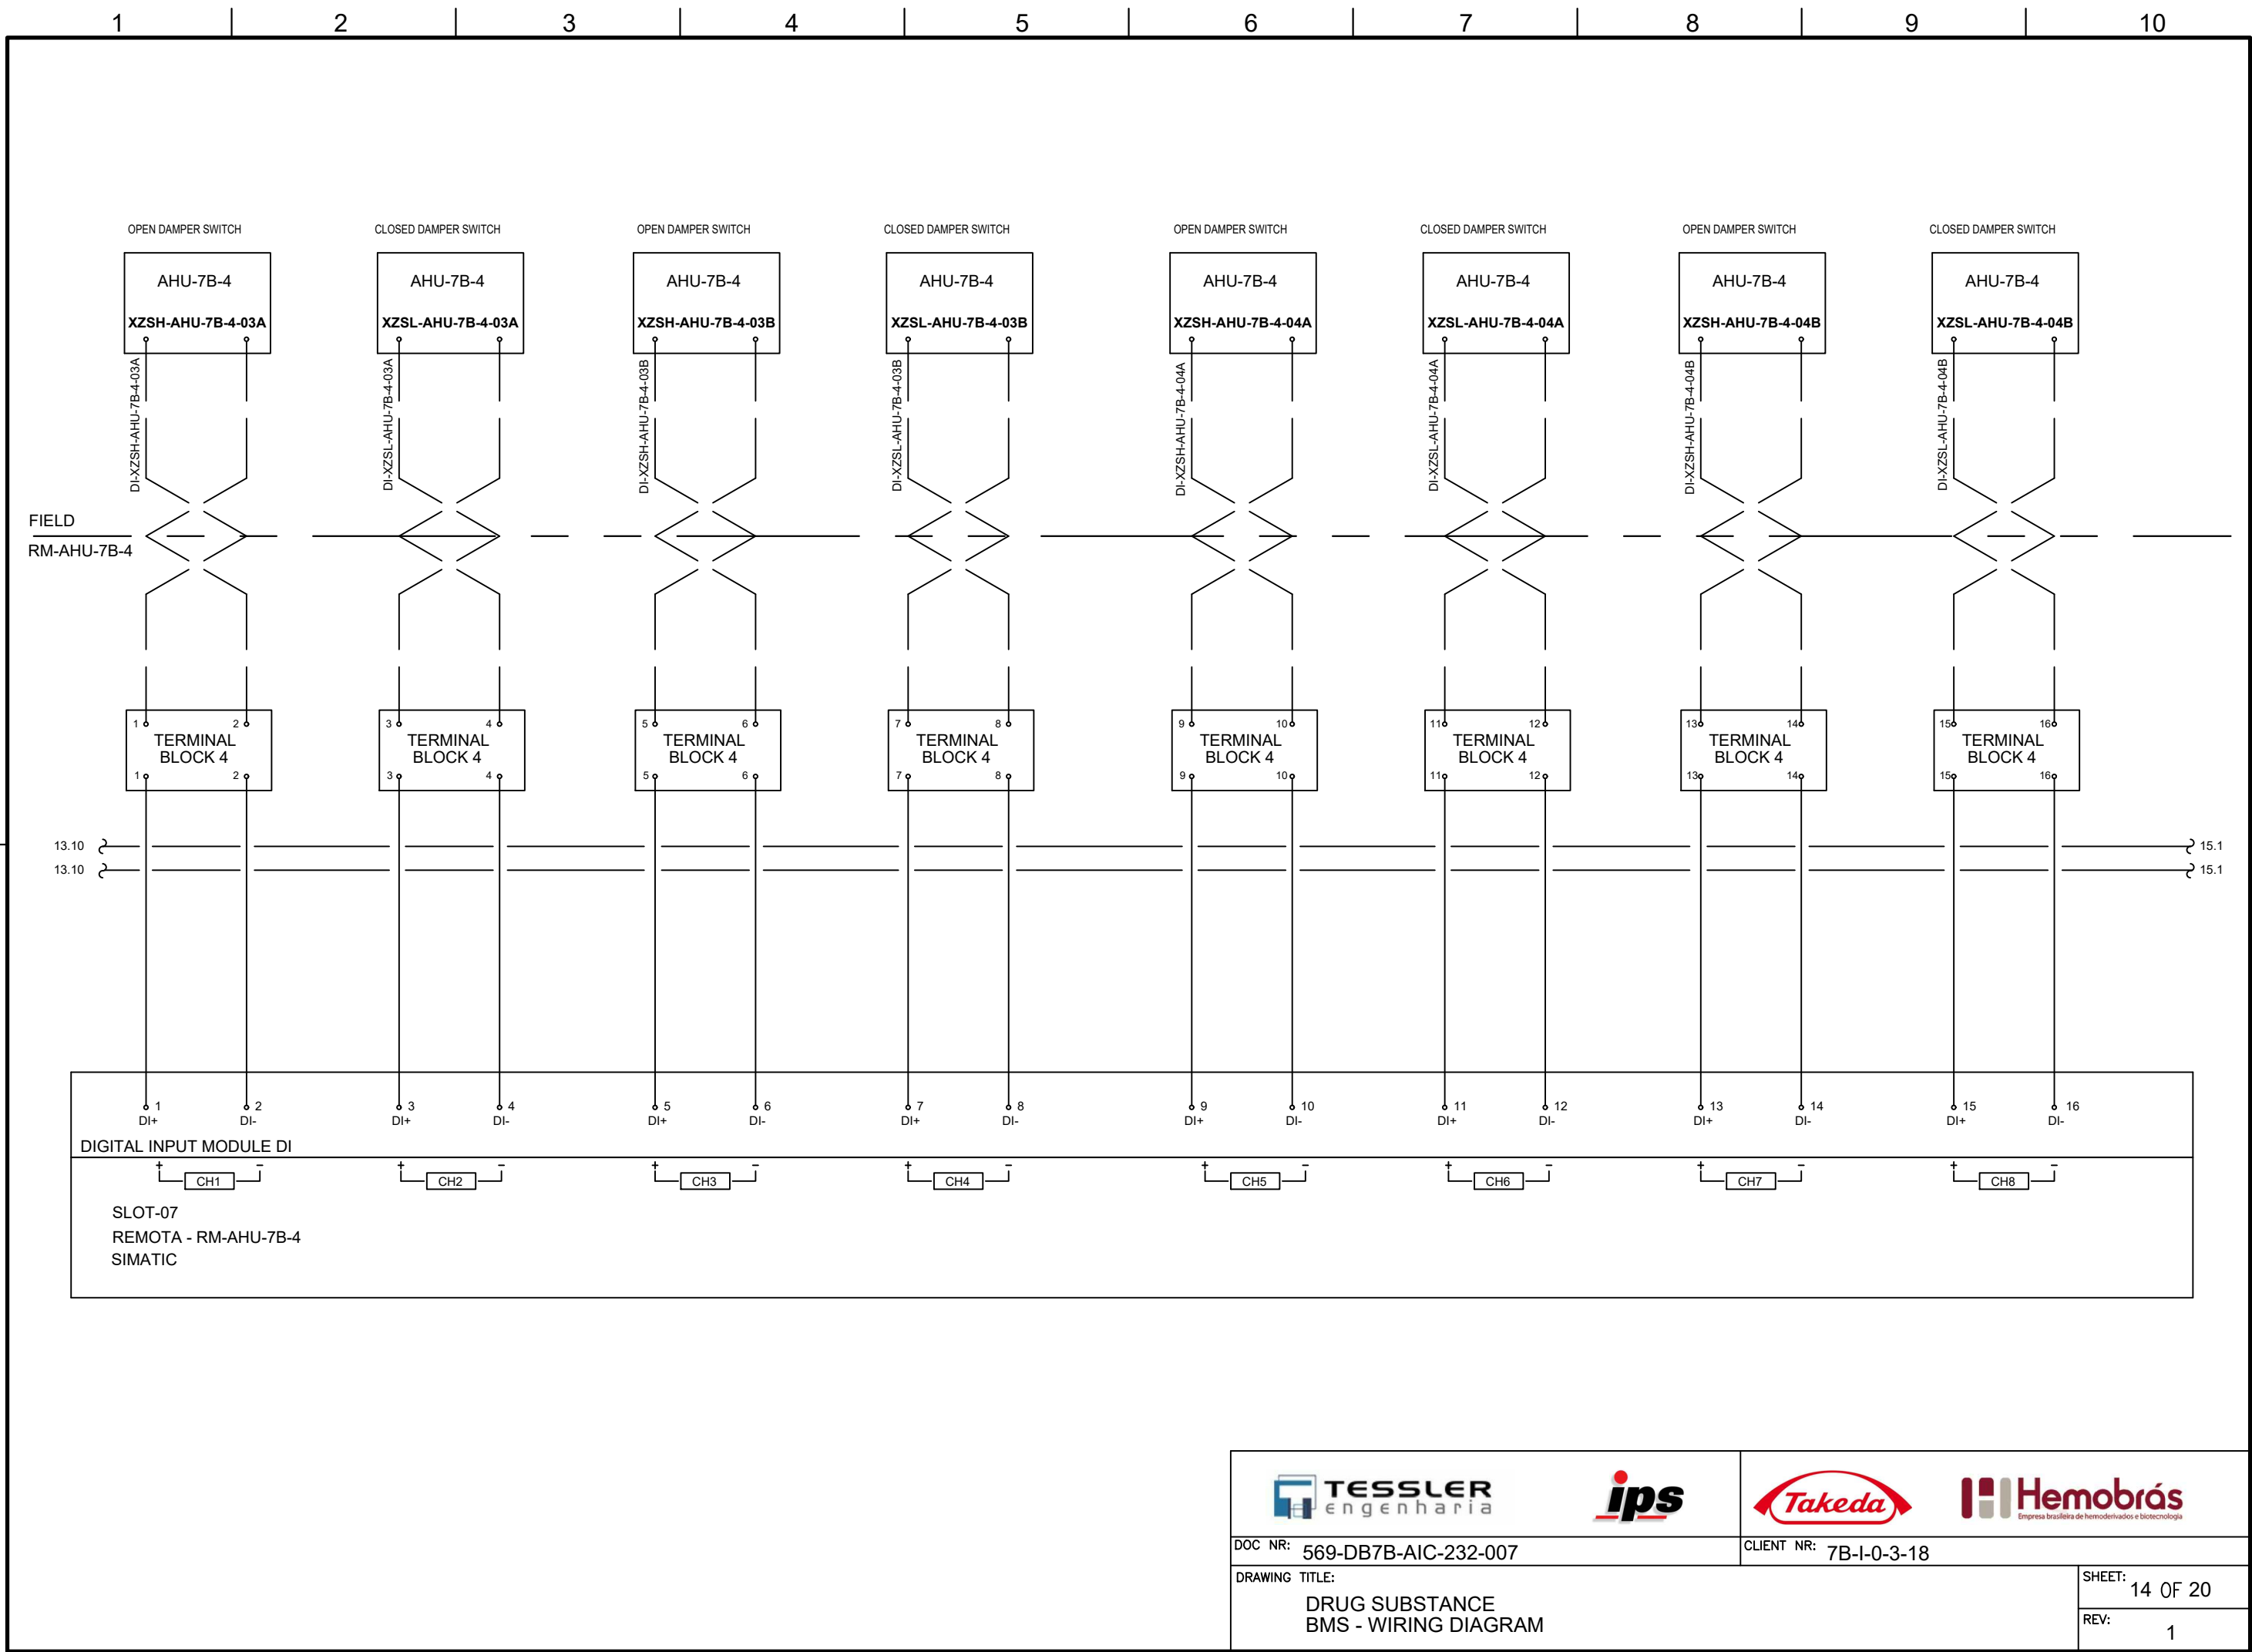 1 2 3 4 5 6 7 8 9 10
OPEN DAMPER SWITCH CLOSED DAMPER SWITCH OPEN DAMPER SWITCH CLOSED DAMPER SWITCH OPEN DAMPER SWITCH CLOSED DAMPER SWITCH OPEN DAMPER SWITCH CLOSED DAMPER SWITCH
AHU-7B-4 AHU-7B-4 AHU-7B-4 AHU-7B-4 AHU-7B-4 AHU-7B-4 AHU-7B-4 AHU-7B-4
XZSH-AHU-7B-4-03A XZSL-AHU-7B-4-03A XZSH-AHU-7B-4-03B XZSL-AHU-7B-4-03B XZSH-AHU-7B-4-04A XZSL-AHU-7B-4-04A XZSH-AHU-7B-4-04B XZSL-AHU-7B-4-04B
DI-XZSH-AHU-7B-4-03A
DI-XZSL-AHU-7B-4-03A
DI-XZSH-AHU-7B-4-03B
DI-XZSL-AHU-7B-4-03B
DI-XZSH-AHU-7B-4-04A
DI-XZSL-AHU-7B-4-04A
DI-XZSH-AHU-7B-4-04B
DI-XZSL-AHU-7B-4-04B
FIELD
RM-AHU-7B-4
1 2 3 4 5 6 7 8 9 10 11 12 13 14 15 16
TERMINAL TERMINAL TERMINAL TERMINAL TERMINAL TERMINAL TERMINAL TERMINAL
BLOCK 4 BLOCK 4 BLOCK 4 BLOCK 4 BLOCK 4 BLOCK 4 BLOCK 4 BLOCK 4
1 2 3 4 5 6 7 8 9 10 11 12 13 14 15 16
13.10 15.1
13.10 15.1
1 2 3 4 5 6 7 8 9 10 11 12 13 14 15 16
DI+ DI- DI+ DI- DI+ DI- DI+ DI- DI+ DI- DI+ DI- DI+ DI- DI+ DI-
DIGITAL INPUT MODULE DI
+ - + - + - + - + - + - + - + -
CH1 CH2 CH3 CH4 CH5 CH6 CH7 CH8
SLOT-07
REMOTA - RM-AHU-7B-4
SIMATIC
TESSLER
engenharia
ips
Takeda
Hemobrás
Empresa brasileira de hemoderivados e biotecnologia
DOC NR: 569-DB7B-AIC-232-007
CLIENT NR: 7B-I-0-3-18
DRAWING TITLE:
DRUG SUBSTANCE
BMS - WIRING DIAGRAM
SHEET: 14 OF 20
REV: 1